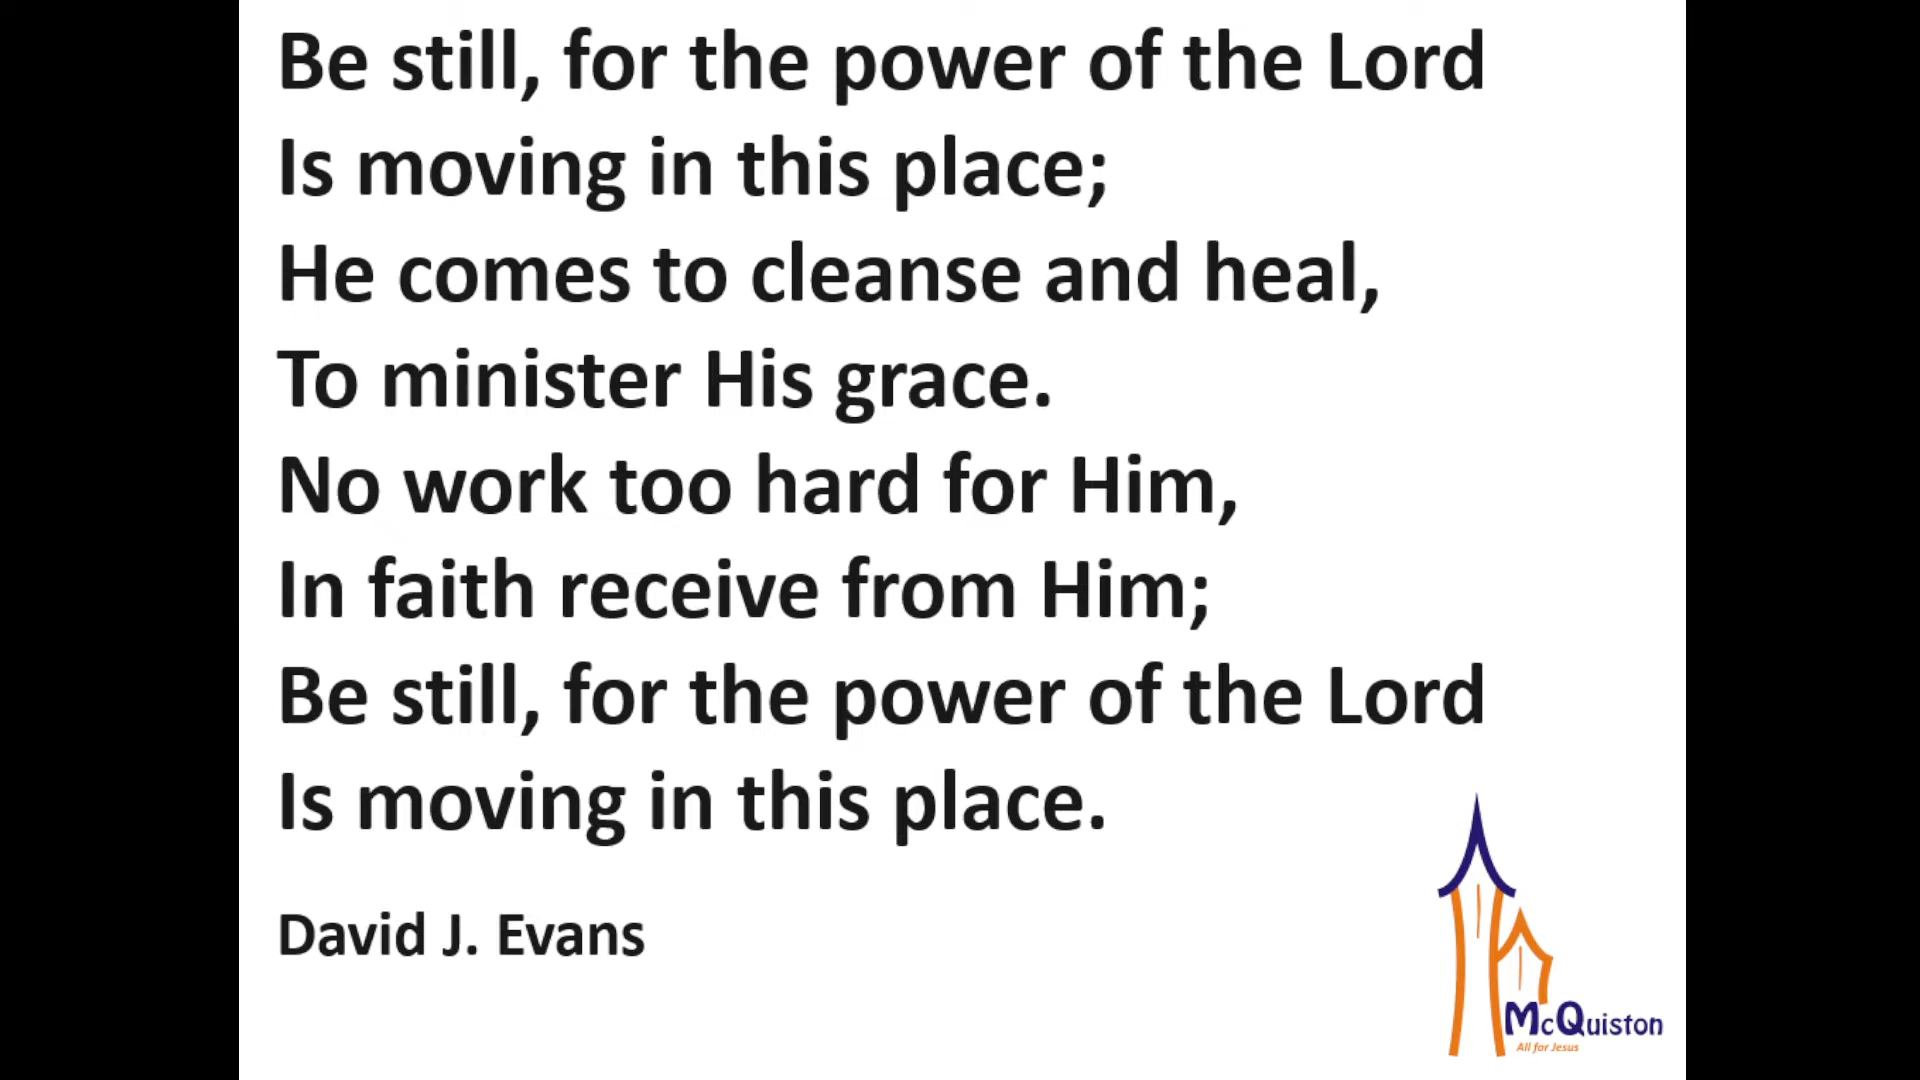 Be still, for the power of the Lord
Is moving in this place;
He comes to cleanse and heal,
To minister His grace.
No work too hard for Him,
In faith receive from Him;
Be still, for the power of the Lord
Is moving in this place.
David J. Evans
McQuiston
All for Jesus